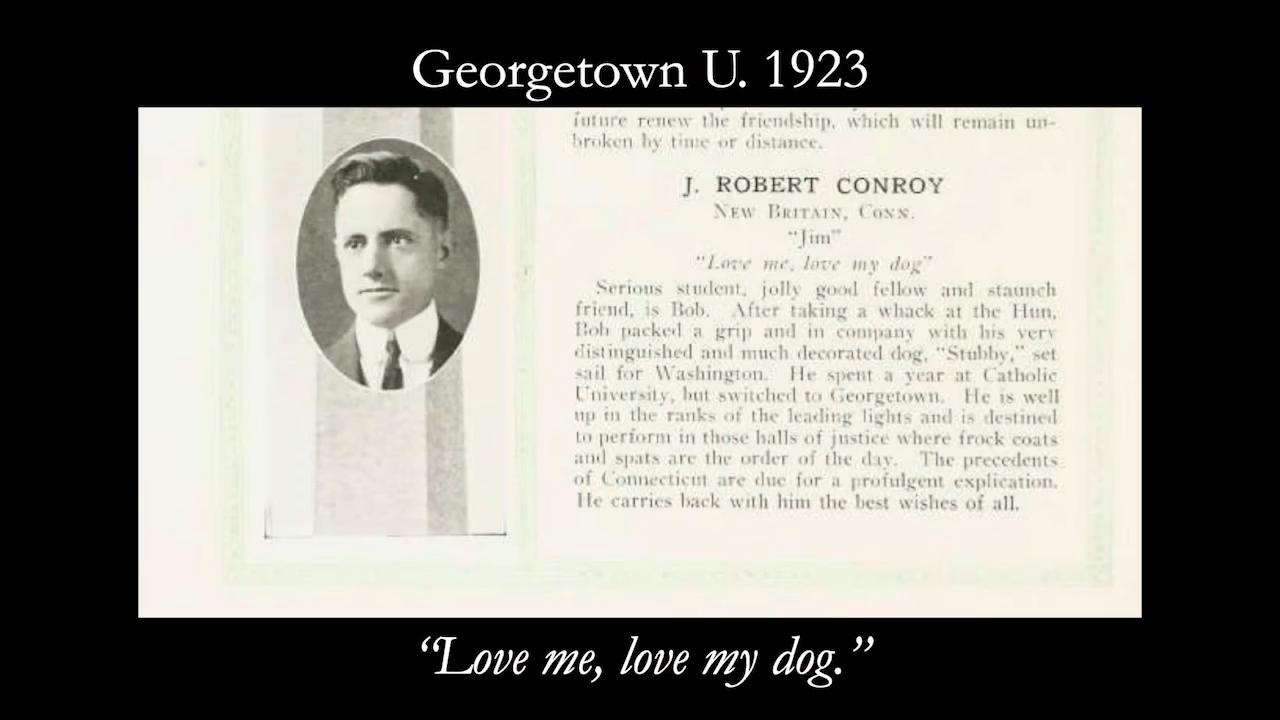 Georgetown U. 1923
future renew the friendship, which will remain un-
broken by time or distance.
J. ROBERT CONROY
NEW BRITAIN, CONN.
“Jim”
“Love me, love my dog”
Serious student, jolly good fellow and staunch
friend, is Bob. After taking a whack at the Hun,
Bob packed a grip and in company with his very
distinguished and much decorated dog, “Stubby,” set
sail for Washington. He spent a year at Catholic
University, but switched to Georgetown. He is well
up in the ranks of the leading lights and is destined
to perform in those halls of justice where frock coats
and spats are the order of the day. The precedents
of Connecticut are due for a profulgent explication.
He carries back with him the best wishes of all.
“Love me, love my dog.”